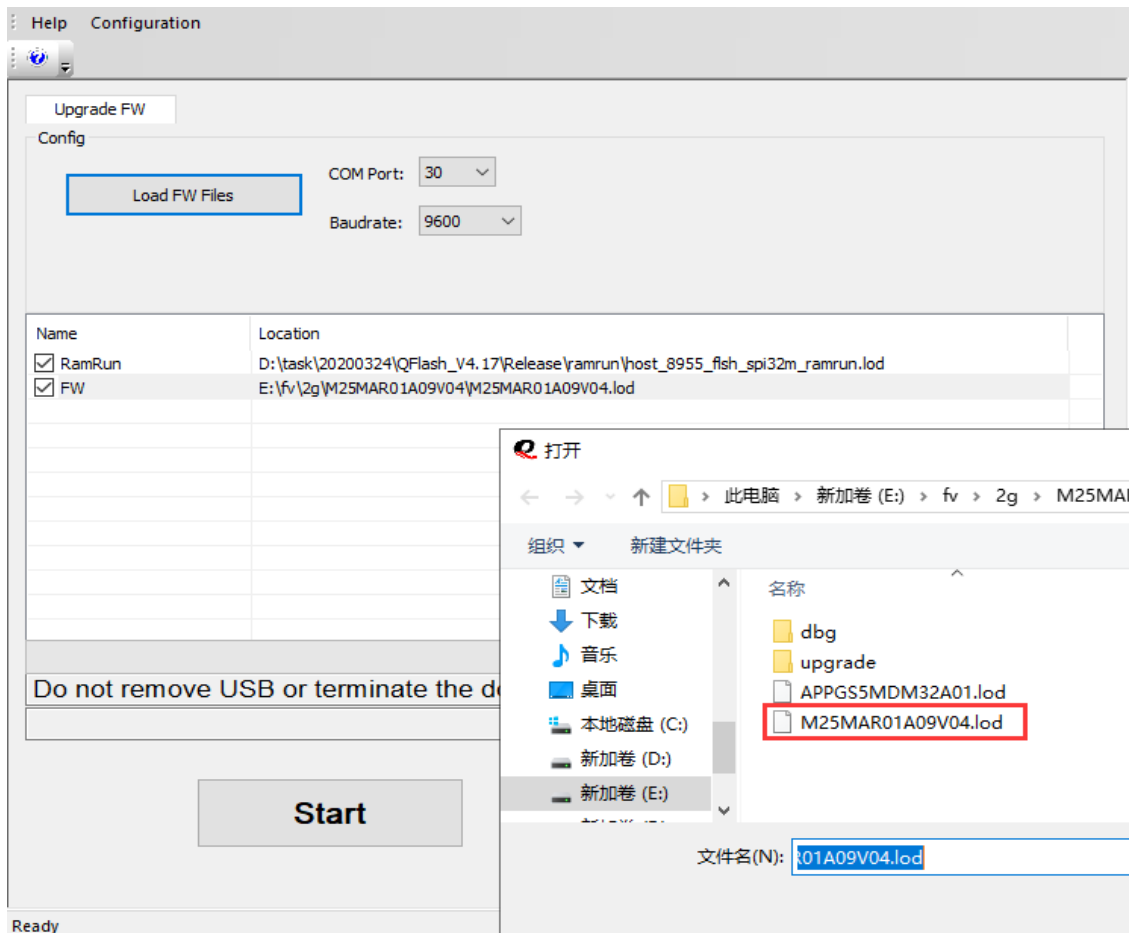 Help Configuration
Upgrade FW
Config
Load FW Files
COM Port: 30
Baudrate: 9600
Name Location
RamRun D:\task\20200324\QFlash_V4.17\Release\ramrun\host_8955_flsh_spi32m_ramrun.lod
FW E:\fv\2g\M25MAR01A09V04\M25MAR01A09V04.lod
打开
此电脑 › 新加卷 (E:) › fv › 2g › M25MAI
组织 新建文件夹
文档
下载
音乐
桌面
本地磁盘 (C:)
新加卷 (D:)
新加卷 (E:)
名称
dbg
upgrade
APPGS5MDM32A01.lod
M25MAR01A09V04.lod
文件名(N): R01A09V04.lod
Do not remove USB or terminate the
Start
Ready